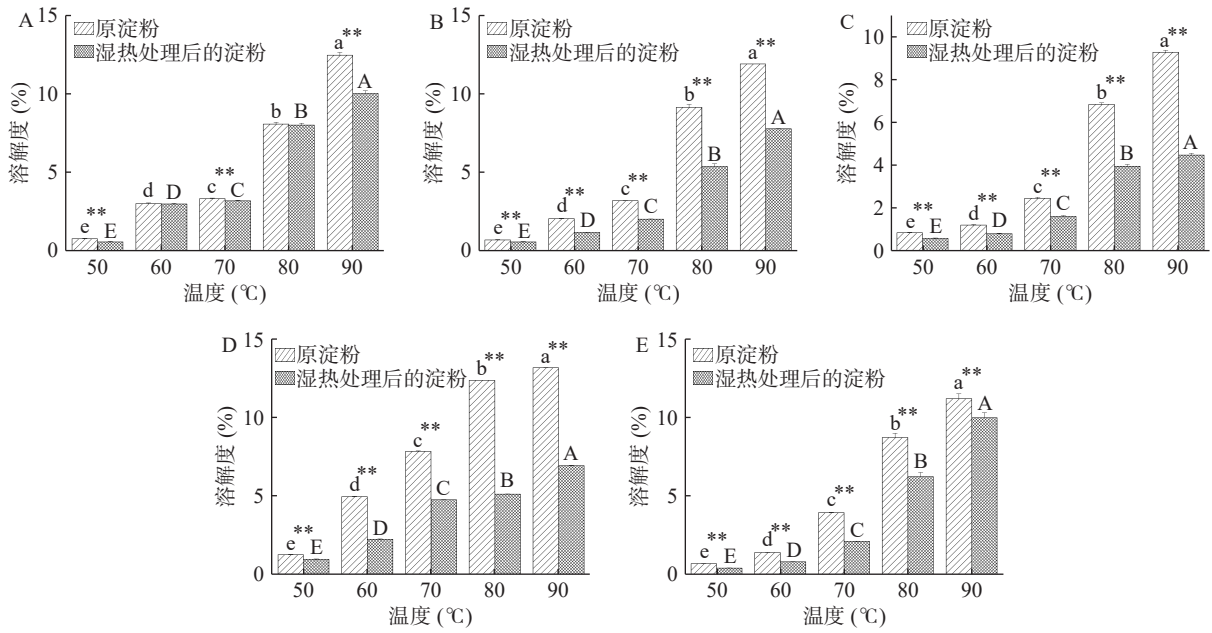 A
15
10
5
0
溶解度 (%)
原淀粉
湿热处理后的淀粉
e ** E
d D
c ** C
b B
a** A
50 60 70 80 90
温度 (℃)
B
15
10
5
0
溶解度 (%)
原淀粉
湿热处理后的淀粉
e ** E
d** D
c** C
b** B
a** A
50 60 70 80 90
温度 (℃)
C
10
8
6
4
2
0
溶解度 (%)
原淀粉
湿热处理后的淀粉
e ** E
d** D
c** C
b** B
a** A
50 60 70 80 90
温度 (℃)
D
15
10
5
0
溶解度 (%)
原淀粉
湿热处理后的淀粉
e ** E
d** D
c** C
b** B
a** A
50 60 70 80 90
温度 (℃)
E
15
10
5
0
溶解度 (%)
原淀粉
湿热处理后的淀粉
e ** E
d** D
c** C
b** B
a** A
50 60 70 80 90
温度 (℃)